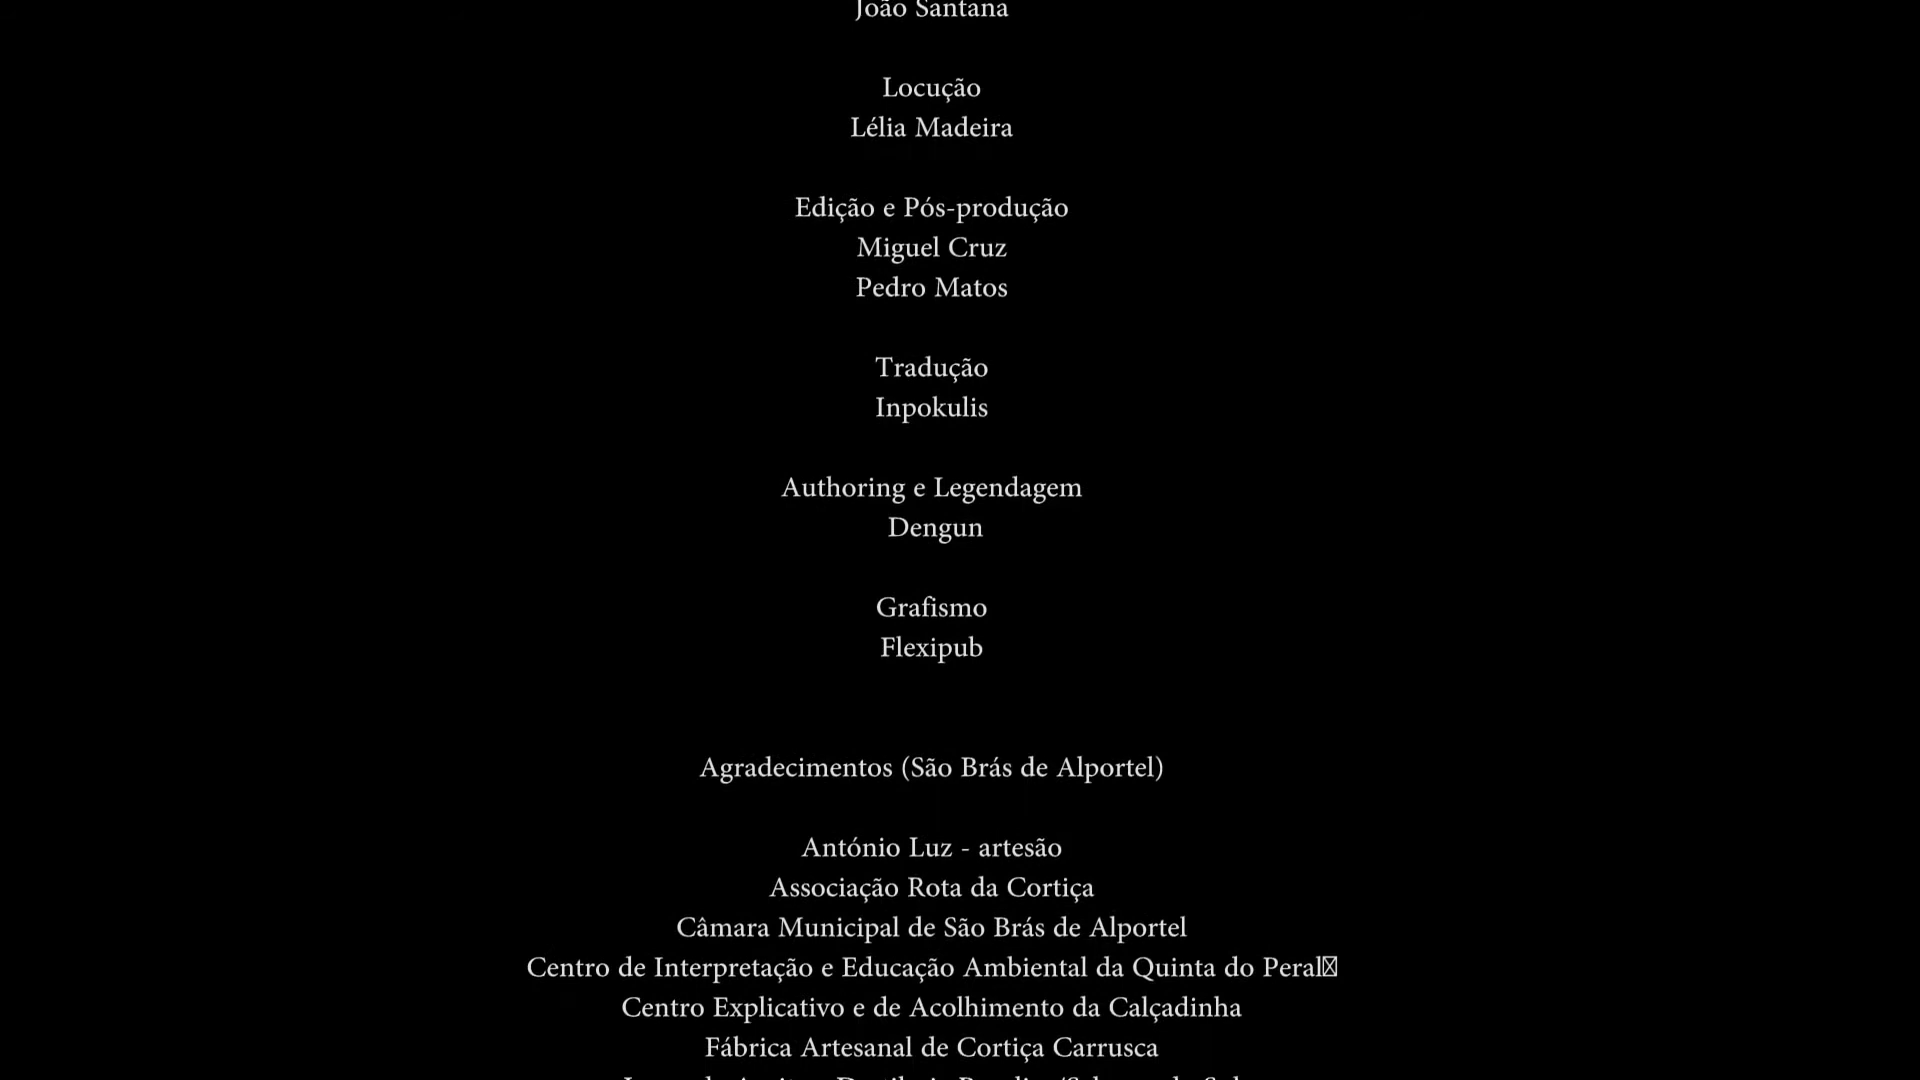 João Santana
Locução
Lélia Madeira
Edição e Pós-produção
Miguel Cruz
Pedro Matos
Tradução
Inpokulis
Authoring e Legendagem
Dengun
Grafismo
Flexipub
Agradecimentos (São Brás de Alportel)
António Luz - artesão
Associação Rota da Cortiça
Câmara Municipal de São Brás de Alportel
Centro de Interpretação e Educação Ambiental da Quinta do Peral
Centro Explicativo e de Acolhimento da Calçadinha
Fábrica Artesanal de Cortiça Carrusca